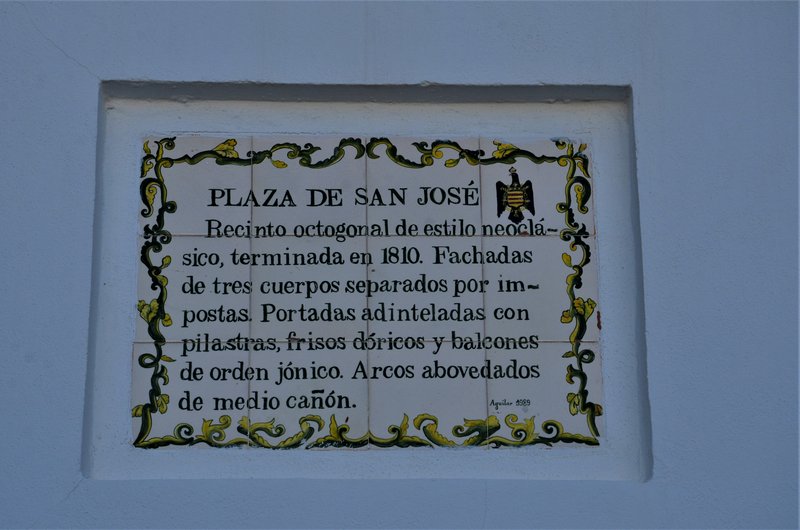 PLAZA DE SAN JOSÉ
Recinto octogonal de estilo neoclá-
sico, terminada en 1810. Fachadas
de tres cuerpos separados por im-
postas. Portadas adinteladas con
pilastras, frisos dóricos y balcones
de orden jónico. Arcos abovedados
de medio cañón.
Aguilar 1989